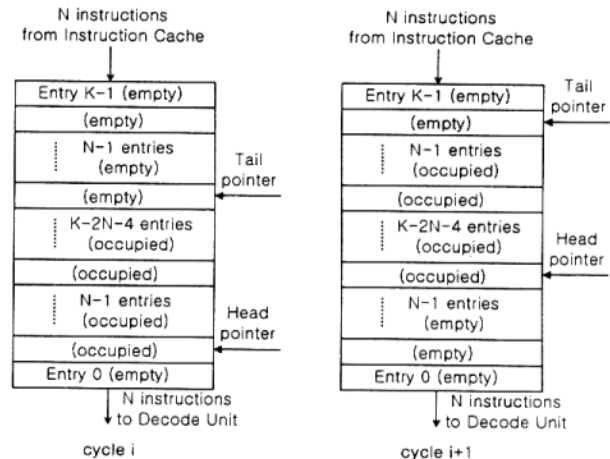 N instructions
from Instruction Cache
Entry K-1 (empty)
(empty)
N-1 entries
(empty)
(empty)
K-2N-4 entries
(occupied)
(occupied)
N-1 entries
(occupied)
(occupied)
Entry 0 (empty)
Tail
pointer
Head
pointer
N instructions
to Decode Unit
cycle i
N instructions
from Instruction Cache
Entry K-1 (empty)
(empty)
N-1 entries
(occupied)
(occupied)
K-2N-4 entries
(occupied)
(occupied)
N-1 entries
(empty)
(empty)
Entry 0 (empty)
Tail
pointer
Head
pointer
N instructions
to Decode Unit
cycle i+1